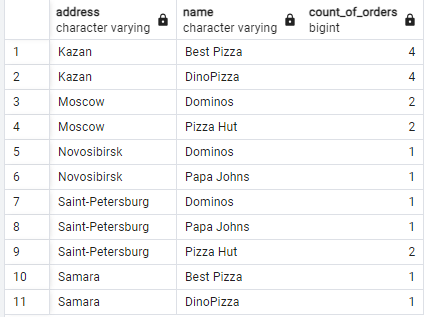 address name count_of_orders
character varying character varying bigint
1 Kazan Best Pizza 4
2 Kazan DinoPizza 4
3 Moscow Dominos 2
4 Moscow Pizza Hut 2
5 Novosibirsk Dominos 1
6 Novosibirsk Papa Johns 1
7 Saint-Petersburg Dominos 1
8 Saint-Petersburg Papa Johns 1
9 Saint-Petersburg Pizza Hut 2
10 Samara Best Pizza 1
11 Samara DinoPizza 1